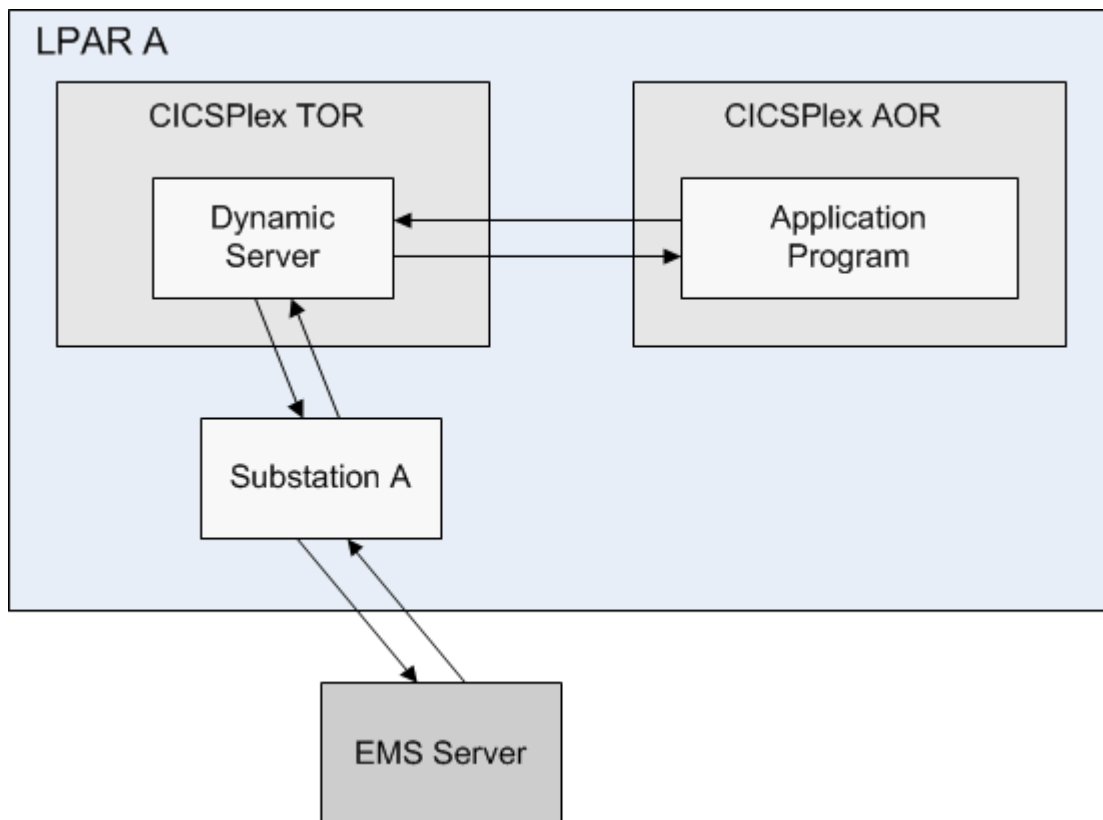 LPAR A
CICSPlex TOR
CICSPlex AOR
Dynamic
Server
Application
Program
Substation A
EMS Server